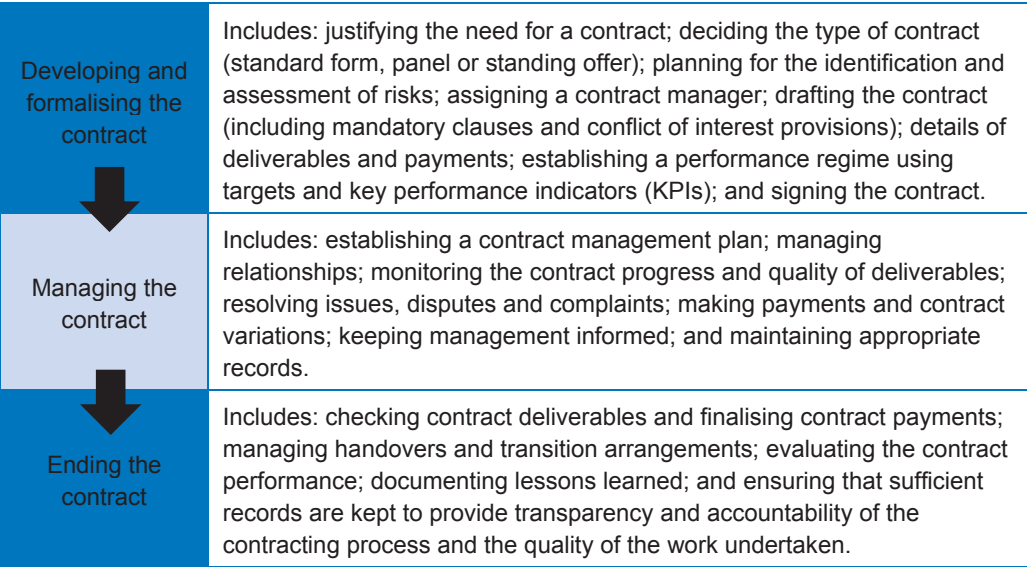 Developing and
formalising the
contract
Includes: justifying the need for a contract; deciding the type of contract
(standard form, panel or standing offer); planning for the identification and
assessment of risks; assigning a contract manager; drafting the contract
(including mandatory clauses and conflict of interest provisions); details of
deliverables and payments; establishing a performance regime using
targets and key performance indicators (KPIs); and signing the contract.
Managing the
contract
Includes: establishing a contract management plan; managing
relationships; monitoring the contract progress and quality of deliverables;
resolving issues, disputes and complaints; making payments and contract
variations; keeping management informed; and maintaining appropriate
records.
Ending the
contract
Includes: checking contract deliverables and finalising contract payments;
managing handovers and transition arrangements; evaluating the contract
performance; documenting lessons learned; and ensuring that sufficient
records are kept to provide transparency and accountability of the
contracting process and the quality of the work undertaken.